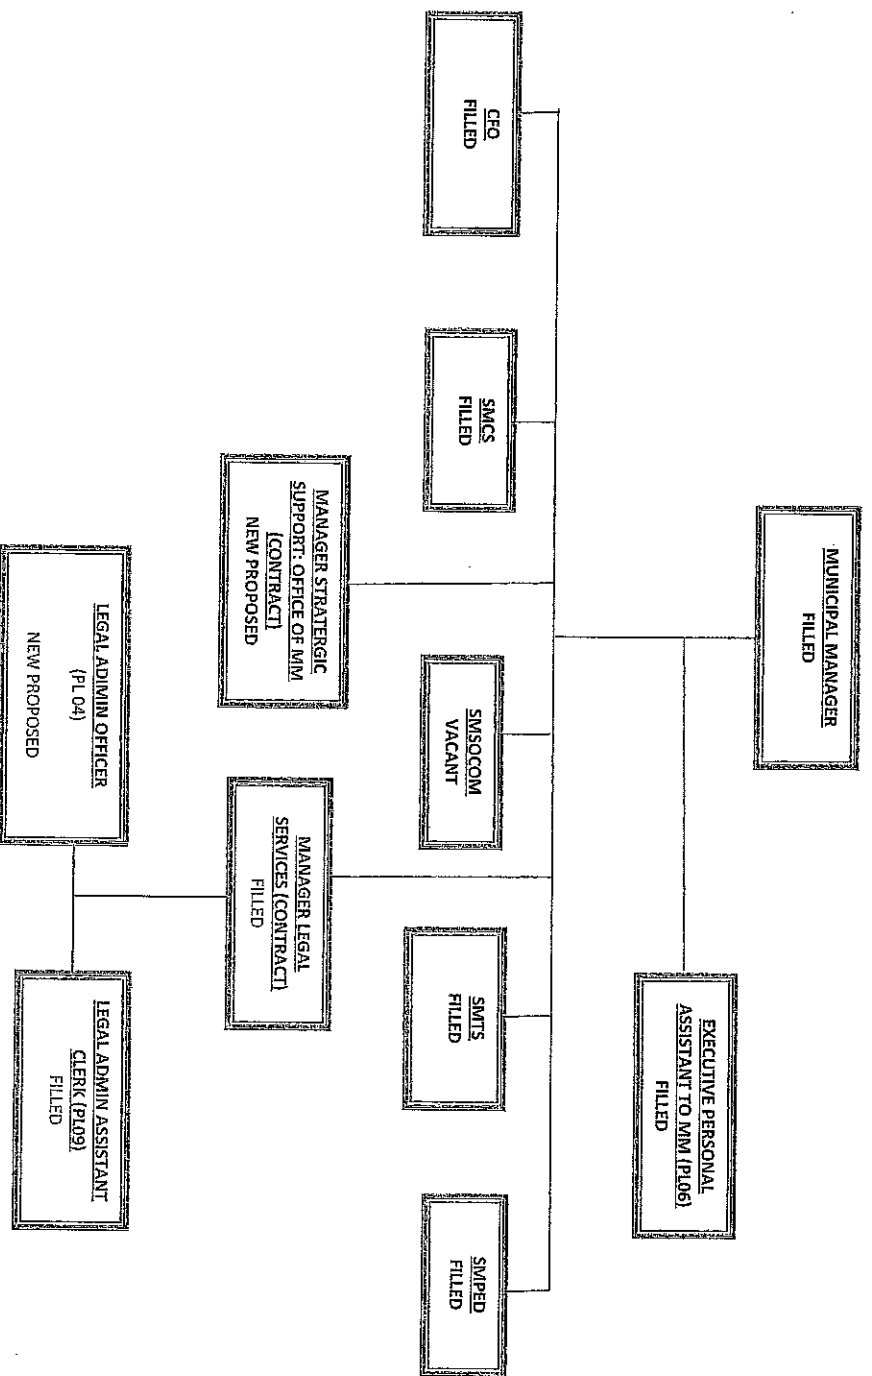 MUNICIPAL MANAGER
FILLED
EXECUTIVE PERSONAL
ASSISTANT TO MM (PL06)
FILLED
CFO
FILLED
SMCS
FILLED
SMSOCOM
VACANT
SMTS
FILLED
SMPED
FILLED
MANAGER STRATERGIC
SUPPORT: OFFICE OF MM
(CONTRACT)
NEW PROPOSED
MANAGER LEGAL
SERVICES (CONTRACT)
FILLED
LEGAL ADIMIN OFFICER
(PL 04)
NEW PROPOSED
LEGAL ADMIN ASSISTANT
CLERK (PL09)
FILLED